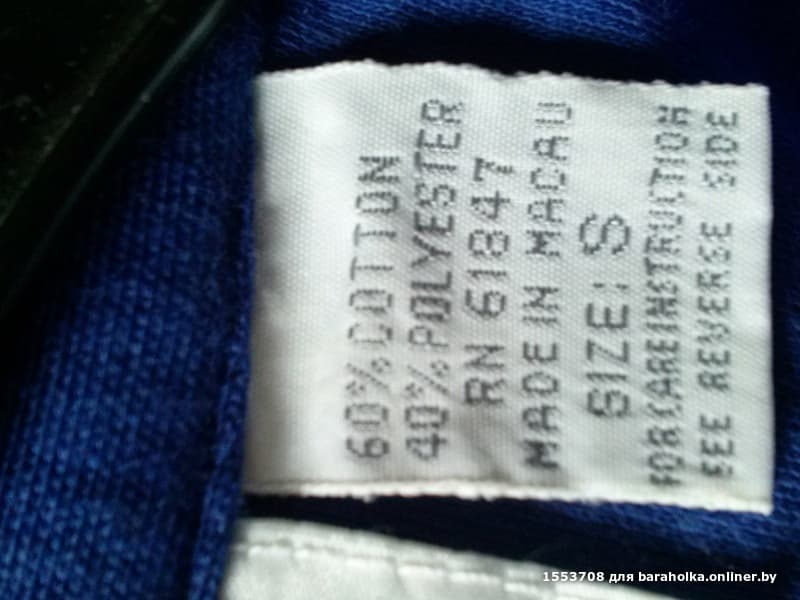 60% COTTON
40% POLYESTER
RN 61847
MADE IN MACAU
SIZE: S
FOR CARE INSTRUCTION
SEE REVERSE SIDE
1553708 для baraholka.onliner.by